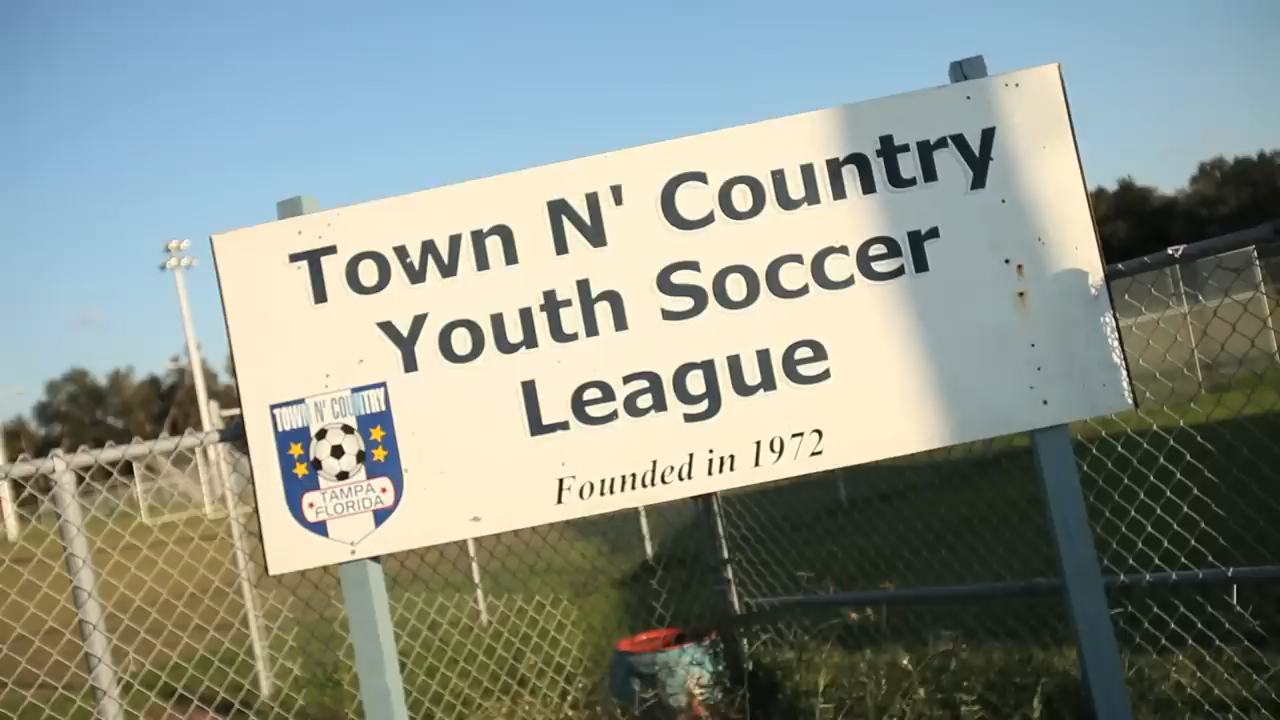 Town N' Country
Youth Soccer
League
Founded in 1972
TOWN N' COUNTRY
TAMPA
FLORIDA